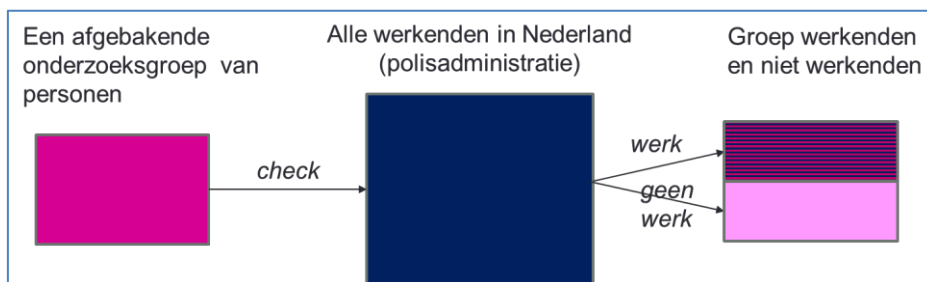 Een afgebakende
onderzoeksgroep van
personen
Alle werkenden in Nederland
(polisadministratie)
Groep werkenden
en niet werkenden
check
werk
geen
werk